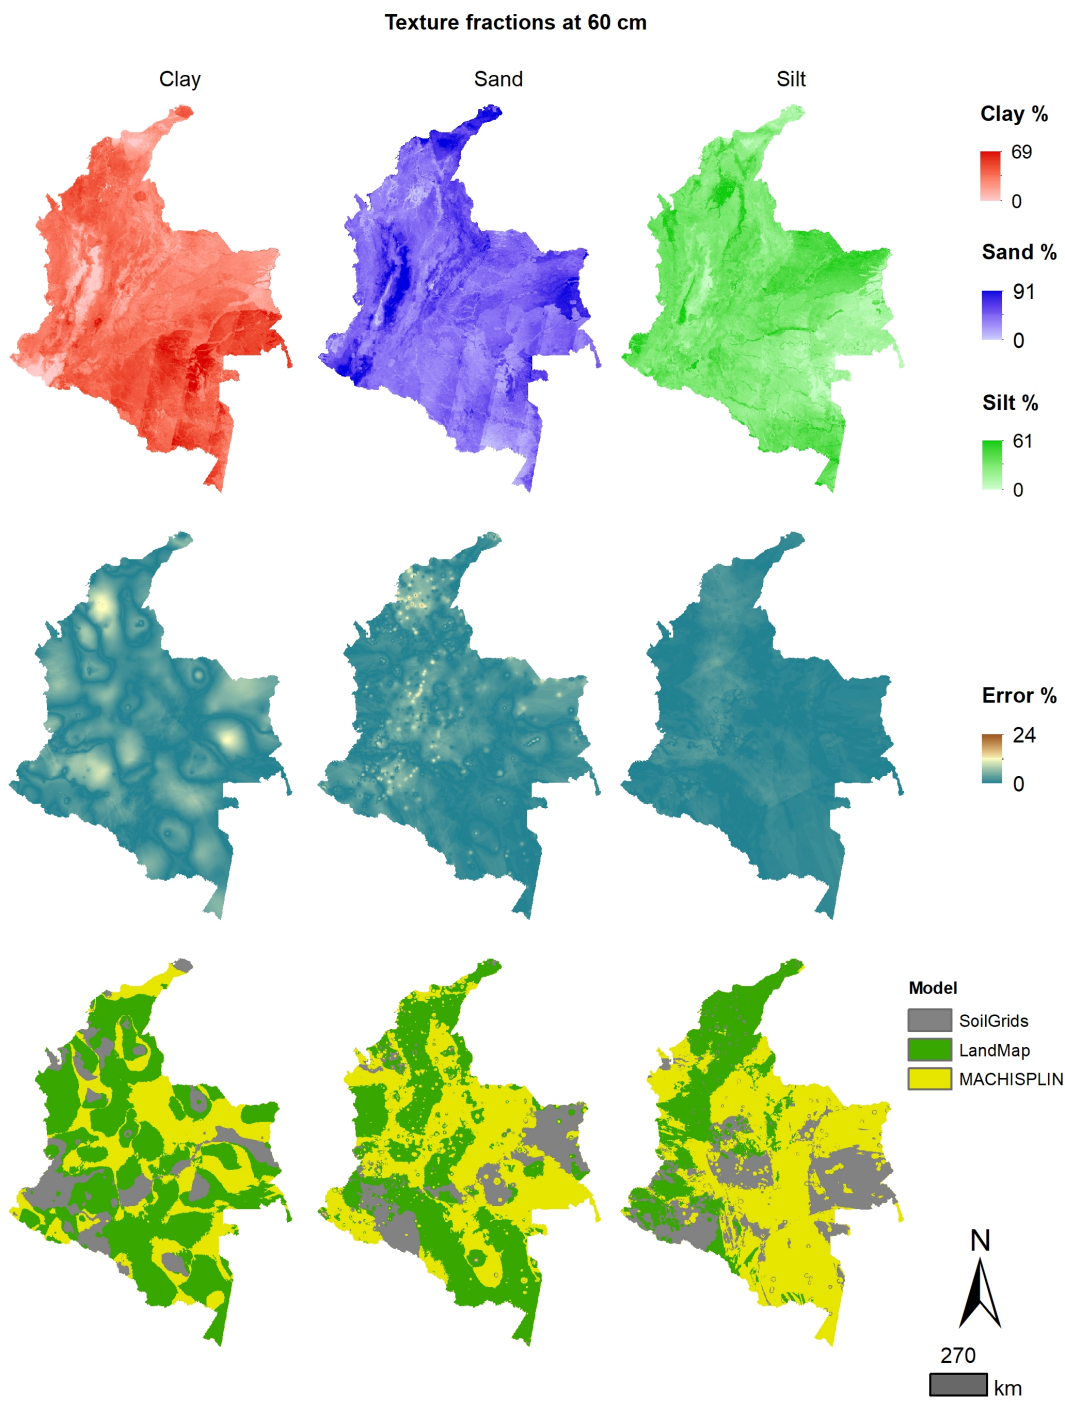 Texture fractions at 60 cm
Clay
Sand
Silt
Clay %
69
0
Sand %
91
0
Silt %
61
0
Error %
24
0
Model
SoilGrids
LandMap
MACHISPLIN
N
270
km